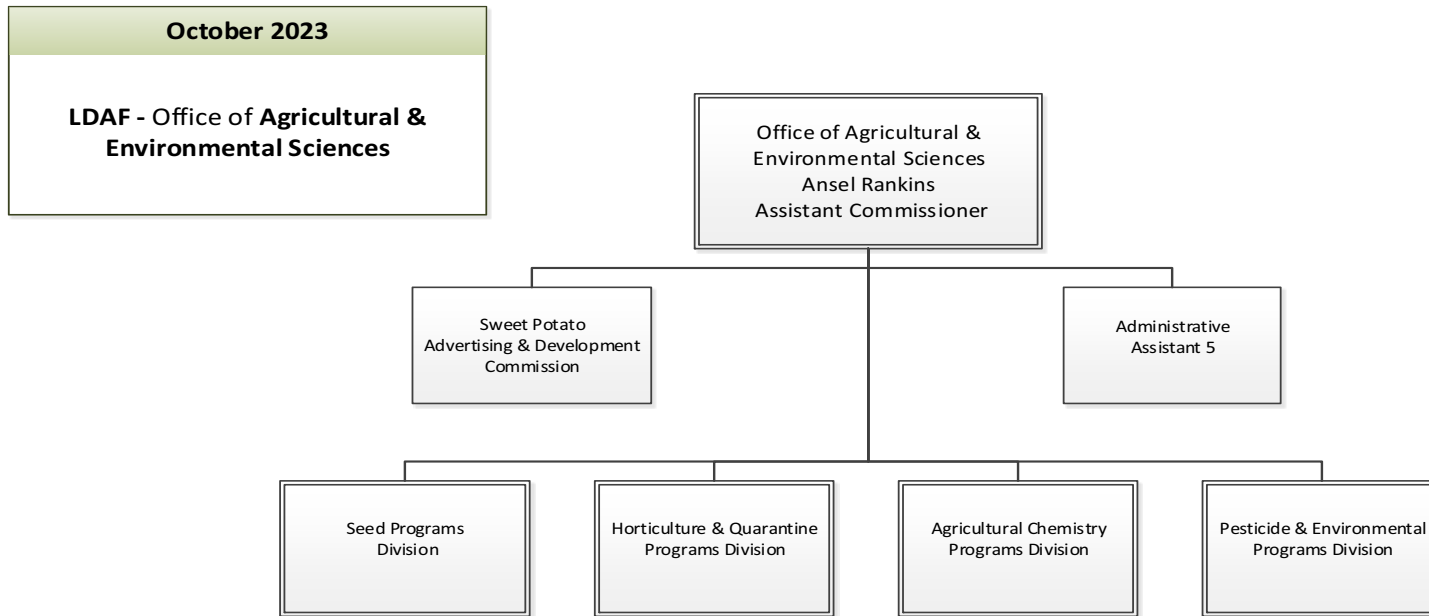 October 2023
LDAF - Office of Agricultural &
Environmental Sciences
Office of Agricultural &
Environmental Sciences
Ansel Rankins
Assistant Commissioner
Sweet Potato
Advertising & Development
Commission
Administrative
Assistant 5
Seed Programs
Division
Horticulture & Quarantine
Programs Division
Agricultural Chemistry
Programs Division
Pesticide & Environmental
Programs Division